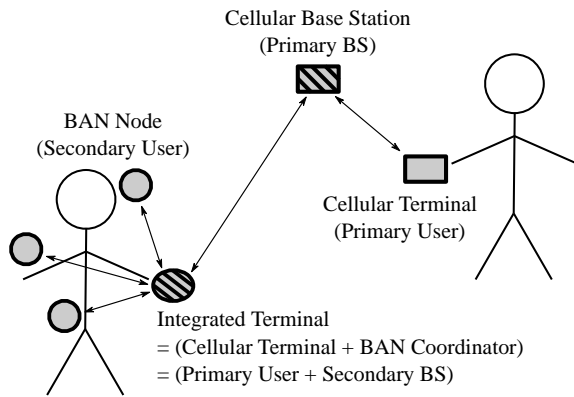 Cellular Base Station
(Primary BS)
BAN Node
(Secondary User)
Cellular Terminal
(Primary User)
Integrated Terminal
= (Cellular Terminal + BAN Coordinator)
= (Primary User + Secondary BS)